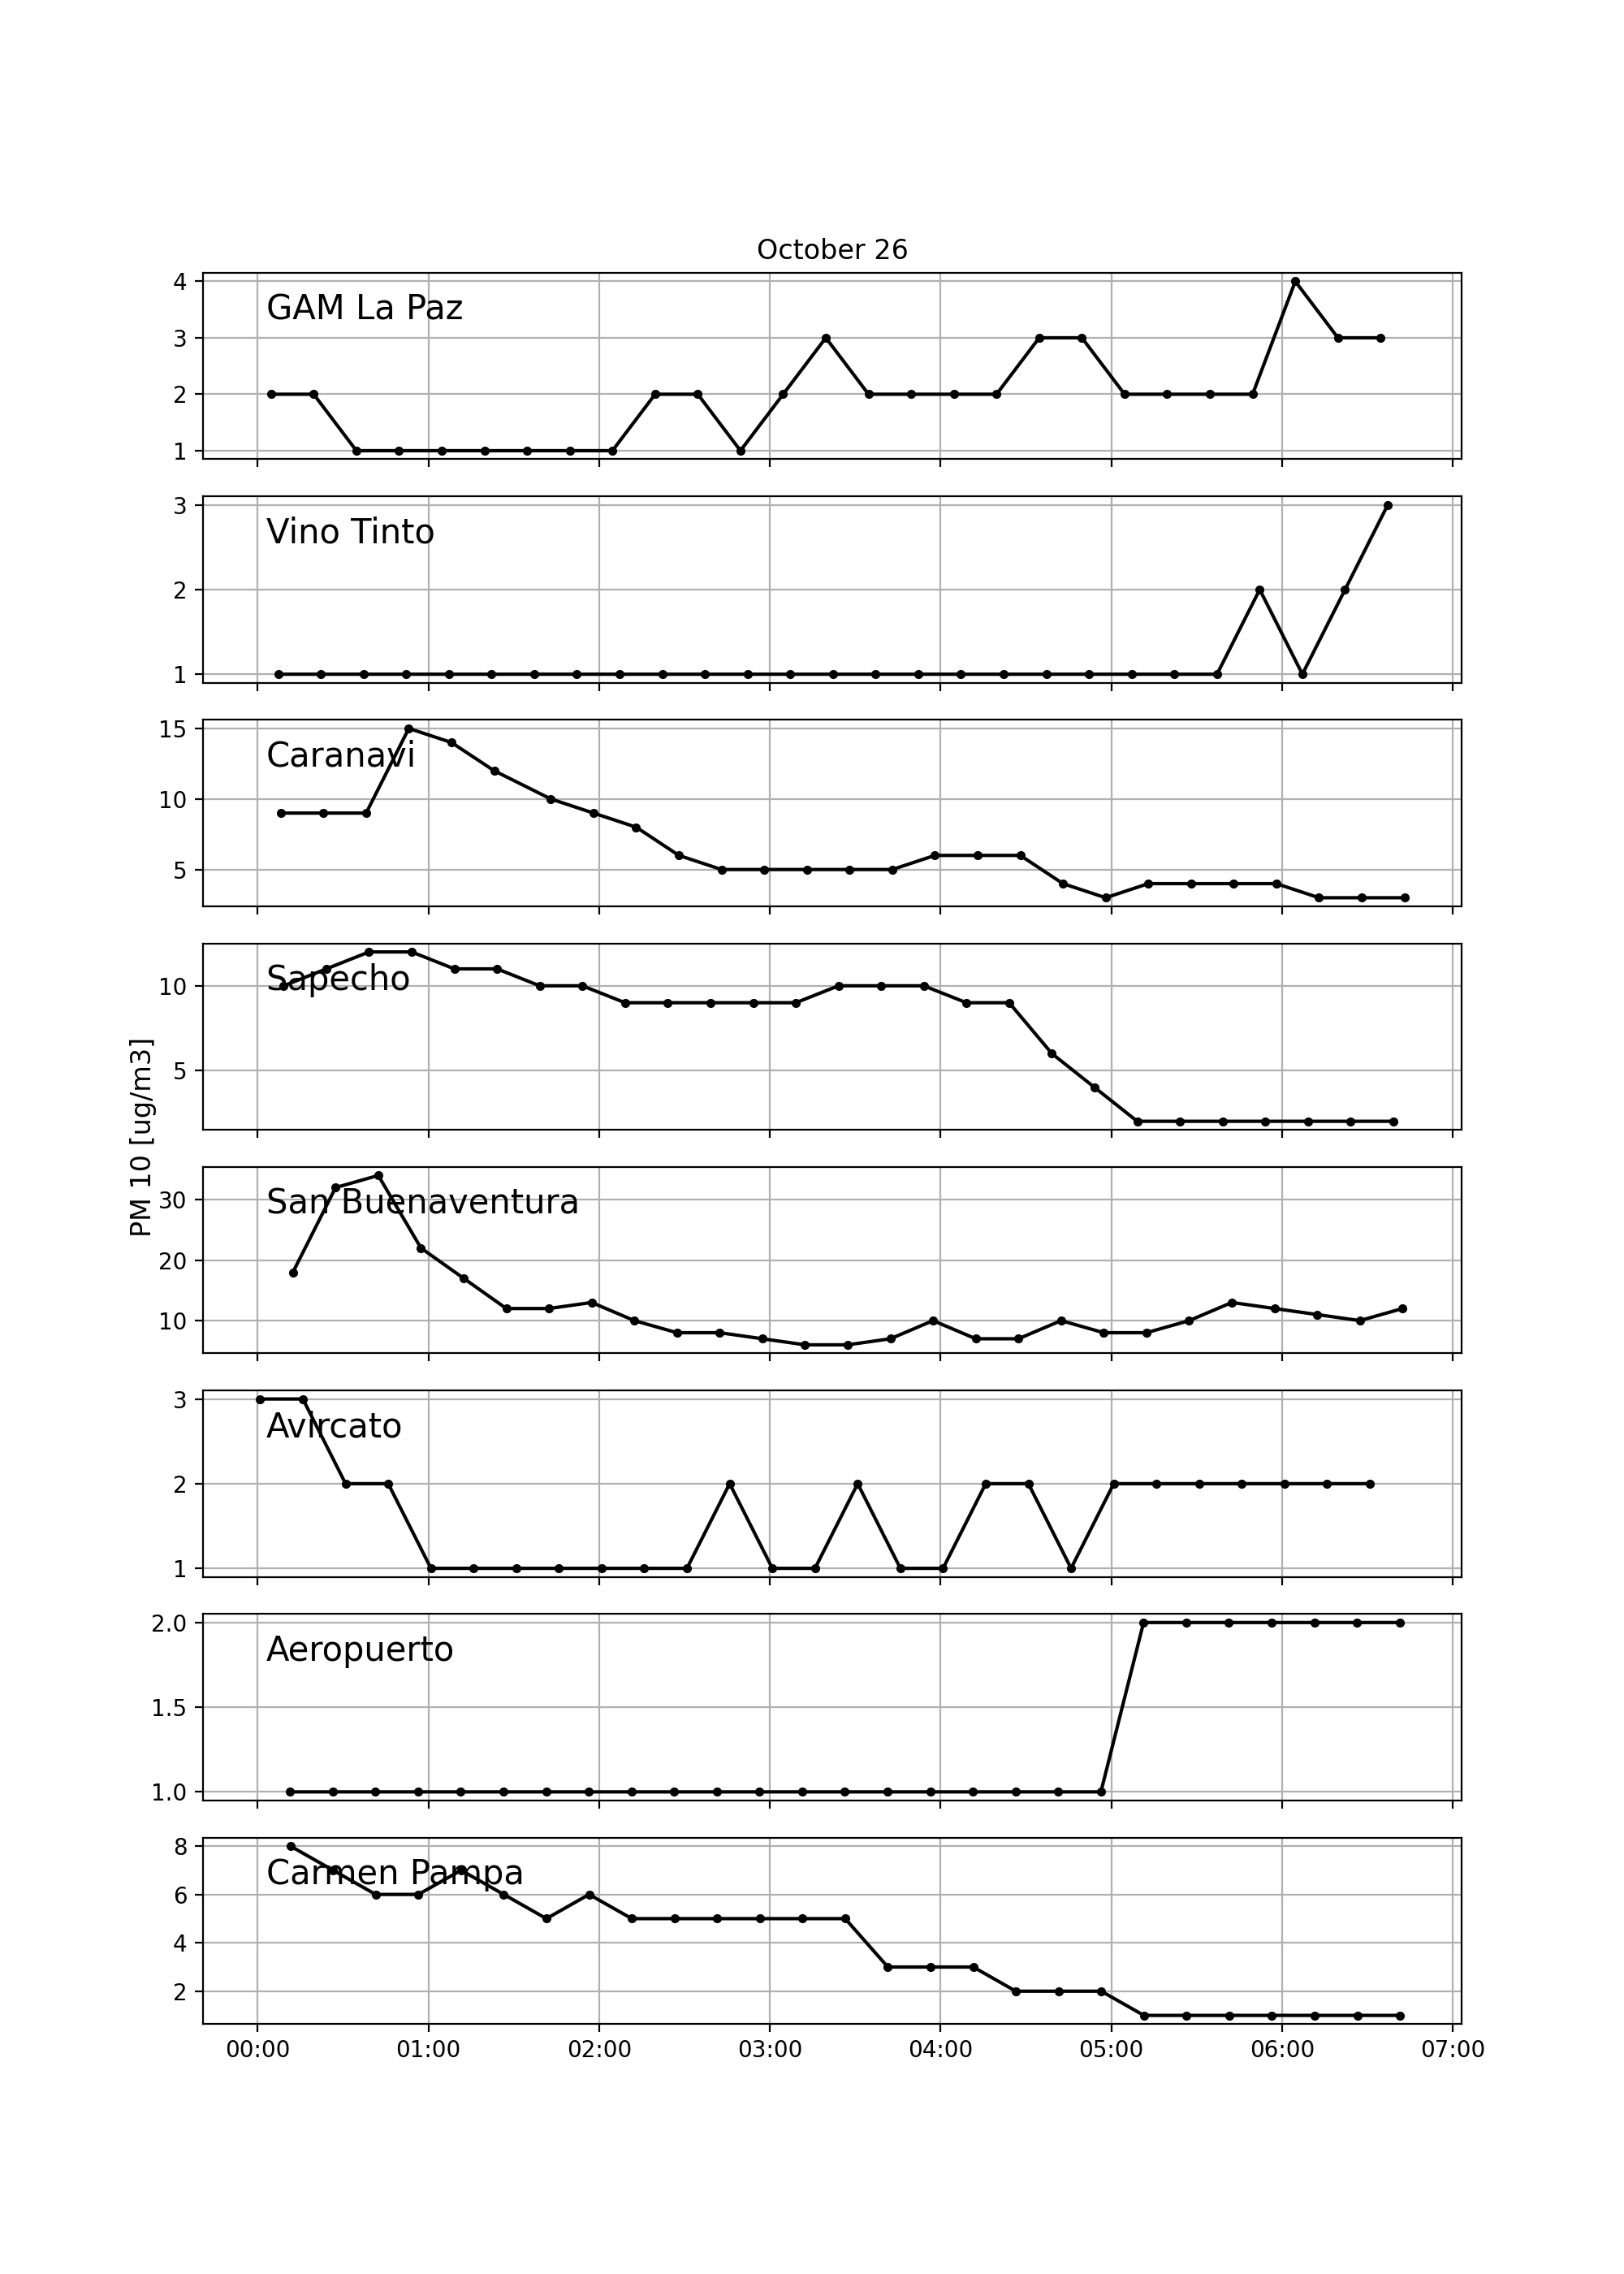 October 26
4
GAM La Paz
3
2
1
3
Vino Tinto
2
1
15
Caranavi
10
5
Sapecho
10
5
PM 10 [ug/m3]
San Buenaventura
30
20
10
3
Avircato
2
1
2.0
Aeropuerto
1.5
1.0
8
Carmen Pampa
6
4
2
00:00 01:00 02:00 03:00 04:00 05:00 06:00 07:00